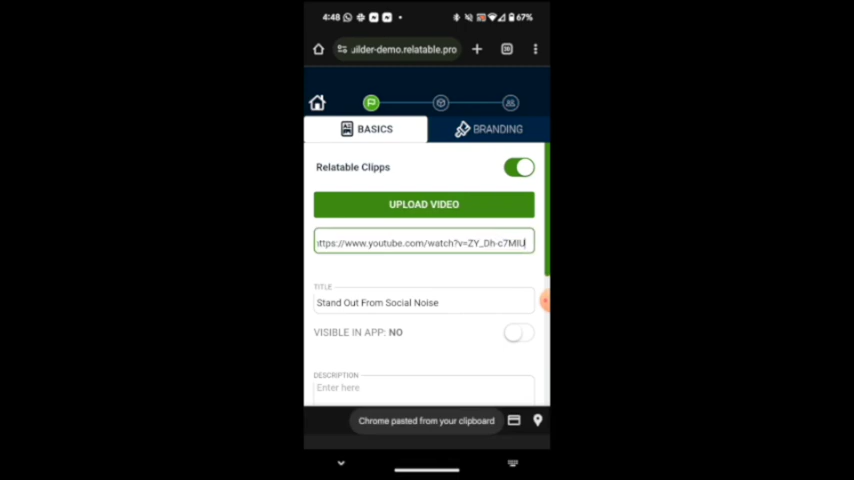 4:48
67%
uilder-demo.relatable.pro
BASICS
BRANDING
Relatable Clipps
UPLOAD VIDEO
ttps://www.youtube.com/watch?v=ZY_Dh-c7MIU
TITLE
Stand Out From Social Noise
VISIBLE IN APP: NO
DESCRIPTION
Enter here
Chrome pasted from your clipboard